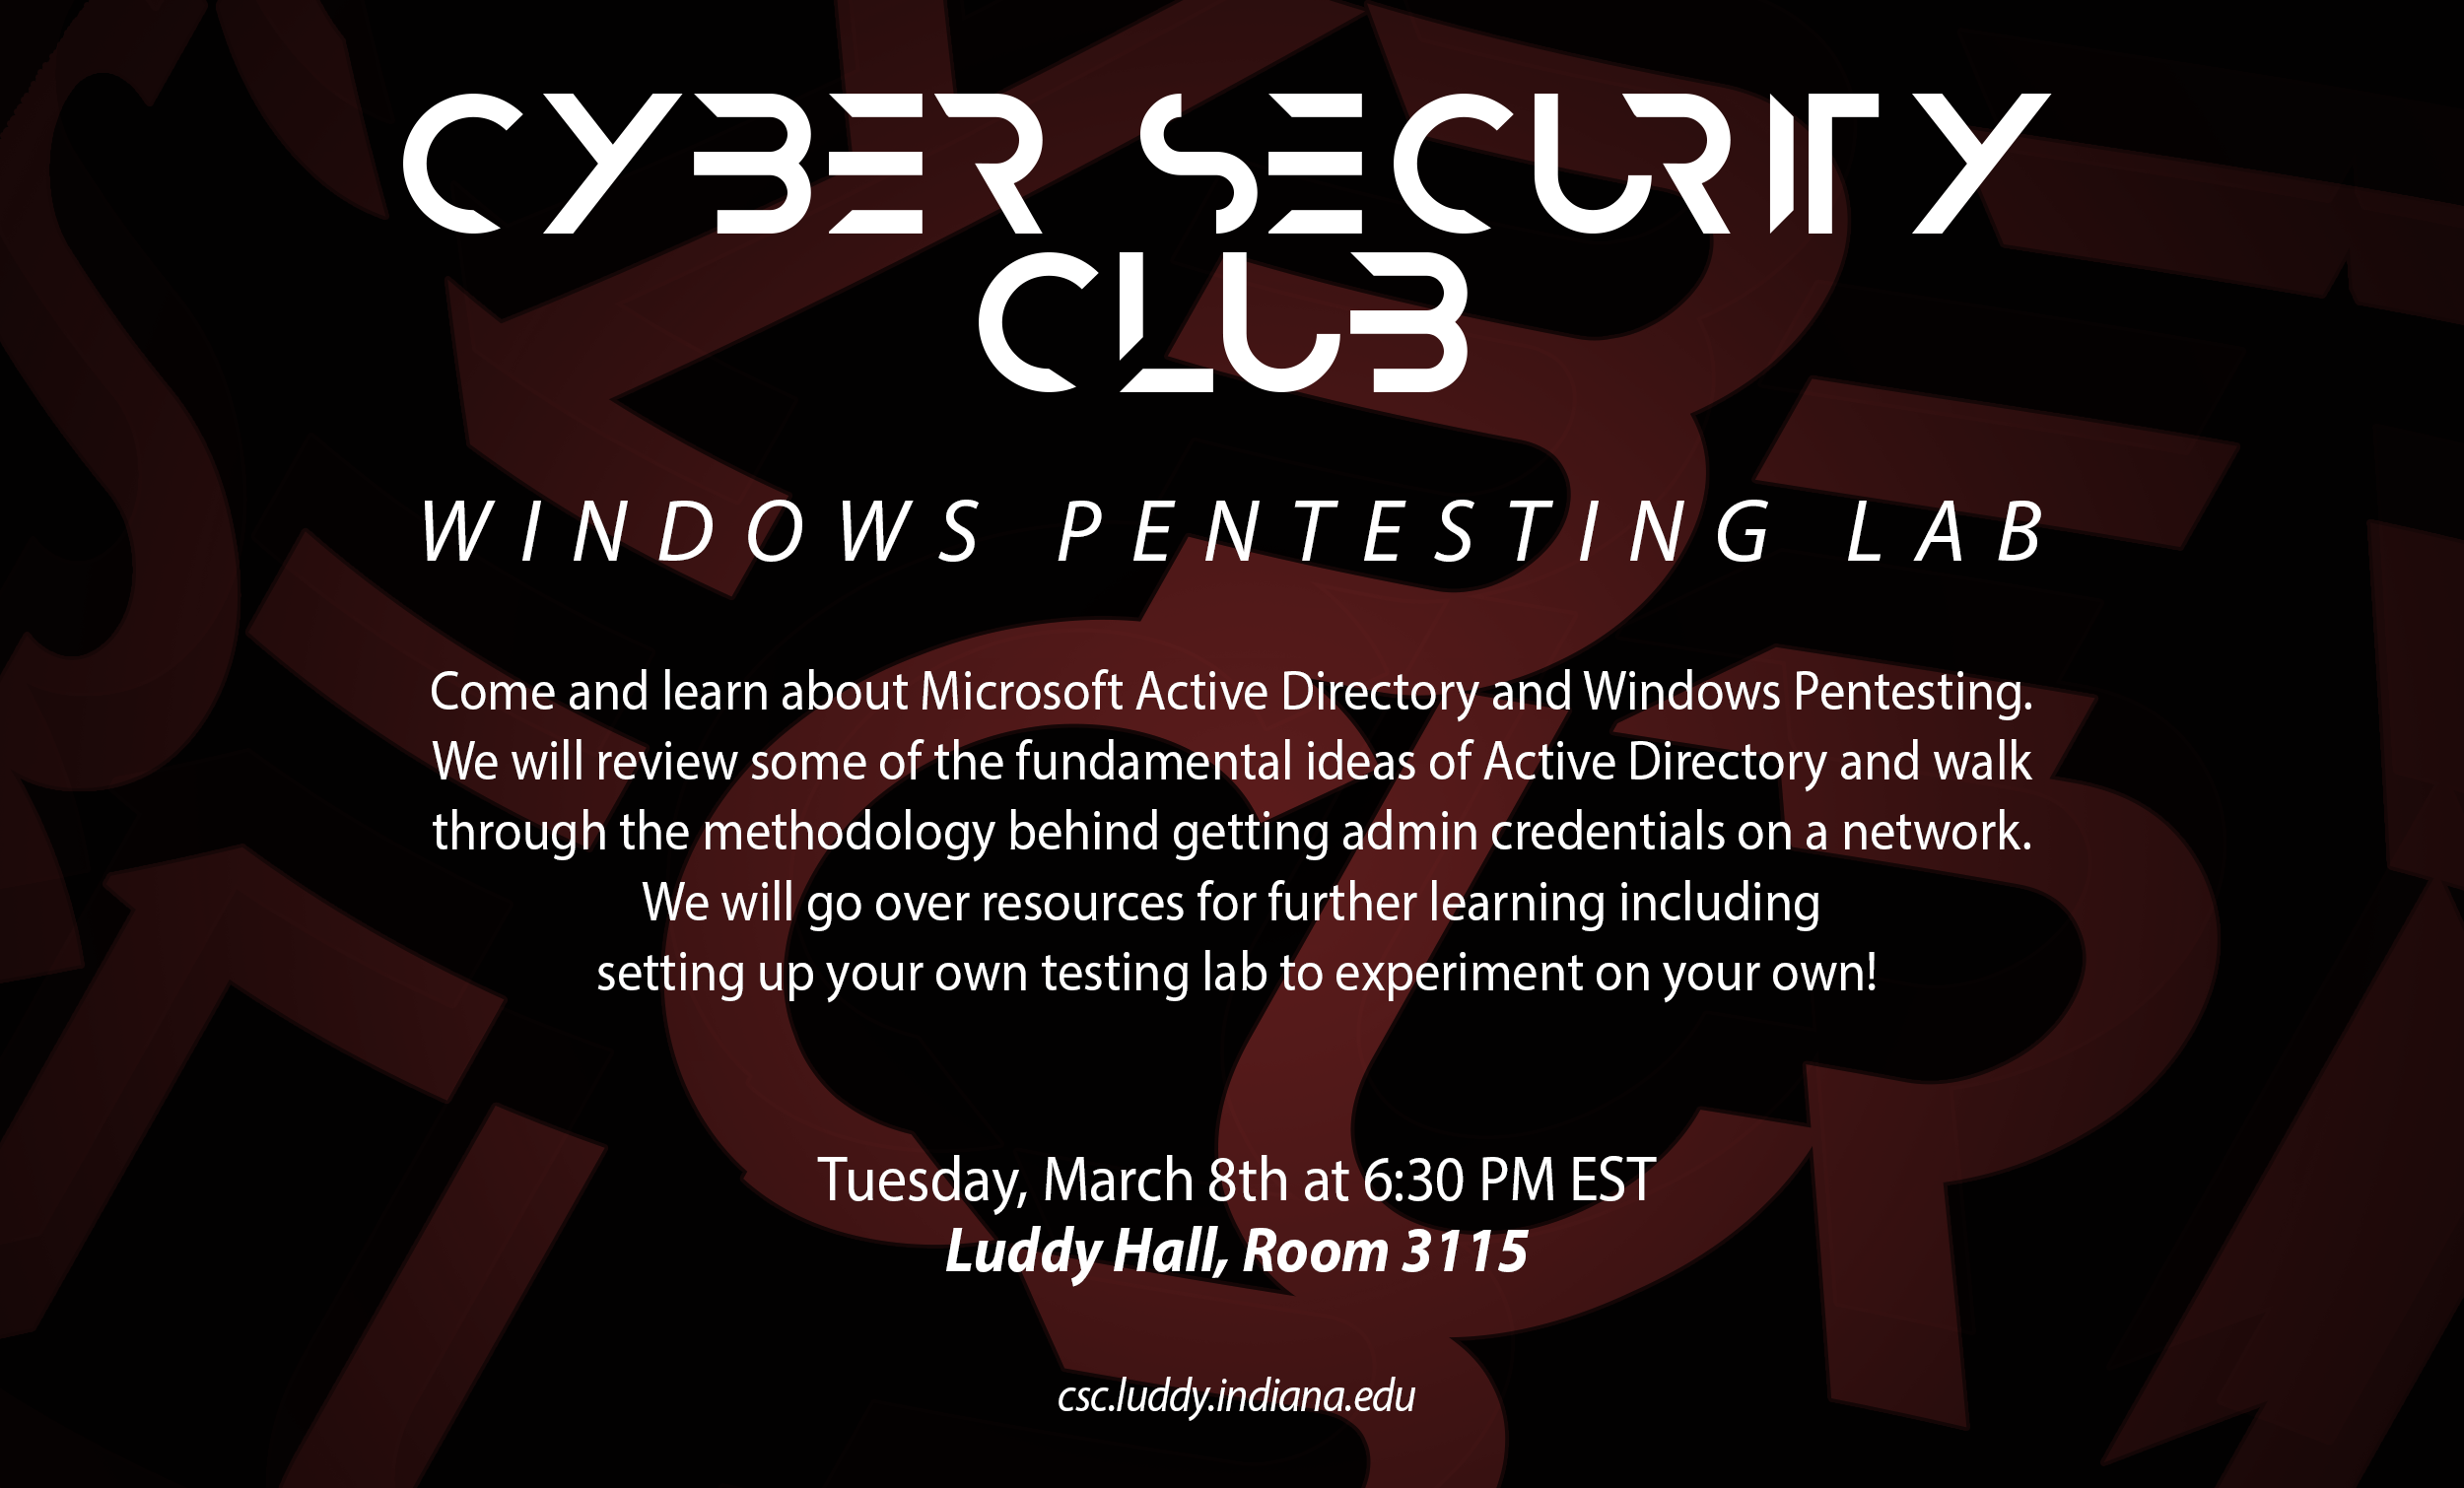 CYBER SECURITY
CLUB
WINDOWS PENTESTING LAB
Come and learn about Microsoft Active Directory and Windows Pentesting.
We will review some of the fundamental ideas of Active Directory and walk
through the methodology behind getting admin credentials on a network.
We will go over resources for further learning including
setting up your own testing lab to experiment on your own!
Tuesday, March 8th at 6:30 PM EST
Luddy Hall, Room 3115
csc.luddy.indiana.edu